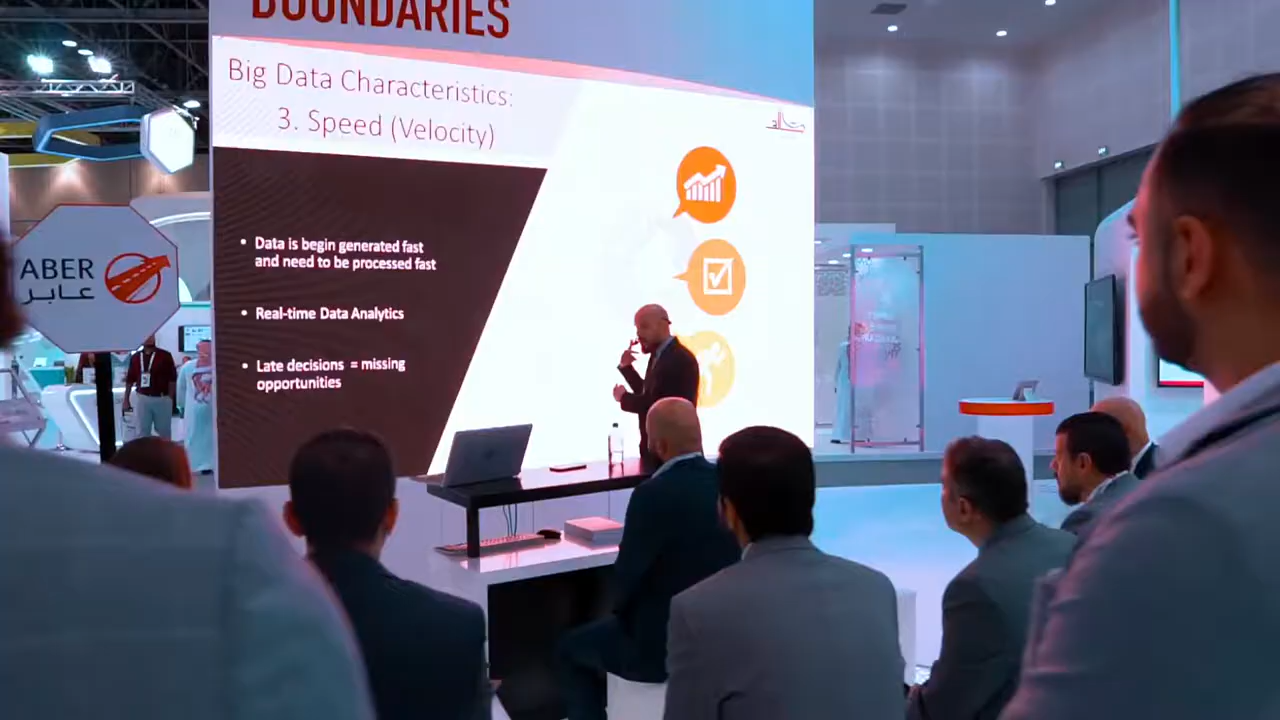 BOUNDARIES
Big Data Characteristics:
3. Speed (Velocity)
• Data is begin generated fast
and need to be processed fast
• Real-time Data Analytics
• Late decisions = missing
opportunities
ABER
عابر